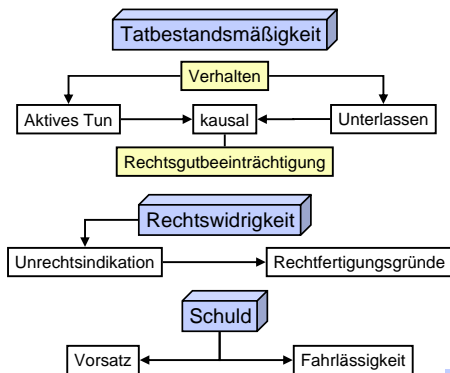 Tatbestandsmäßigkeit
Verhalten
Aktives Tun
kausal
Unterlassen
Rechtsgutbeeinträchtigung
Rechtswidrigkeit
Unrechtsindikation
Rechtfertigungsgründe
Schuld
Vorsatz
Fahrlässigkeit